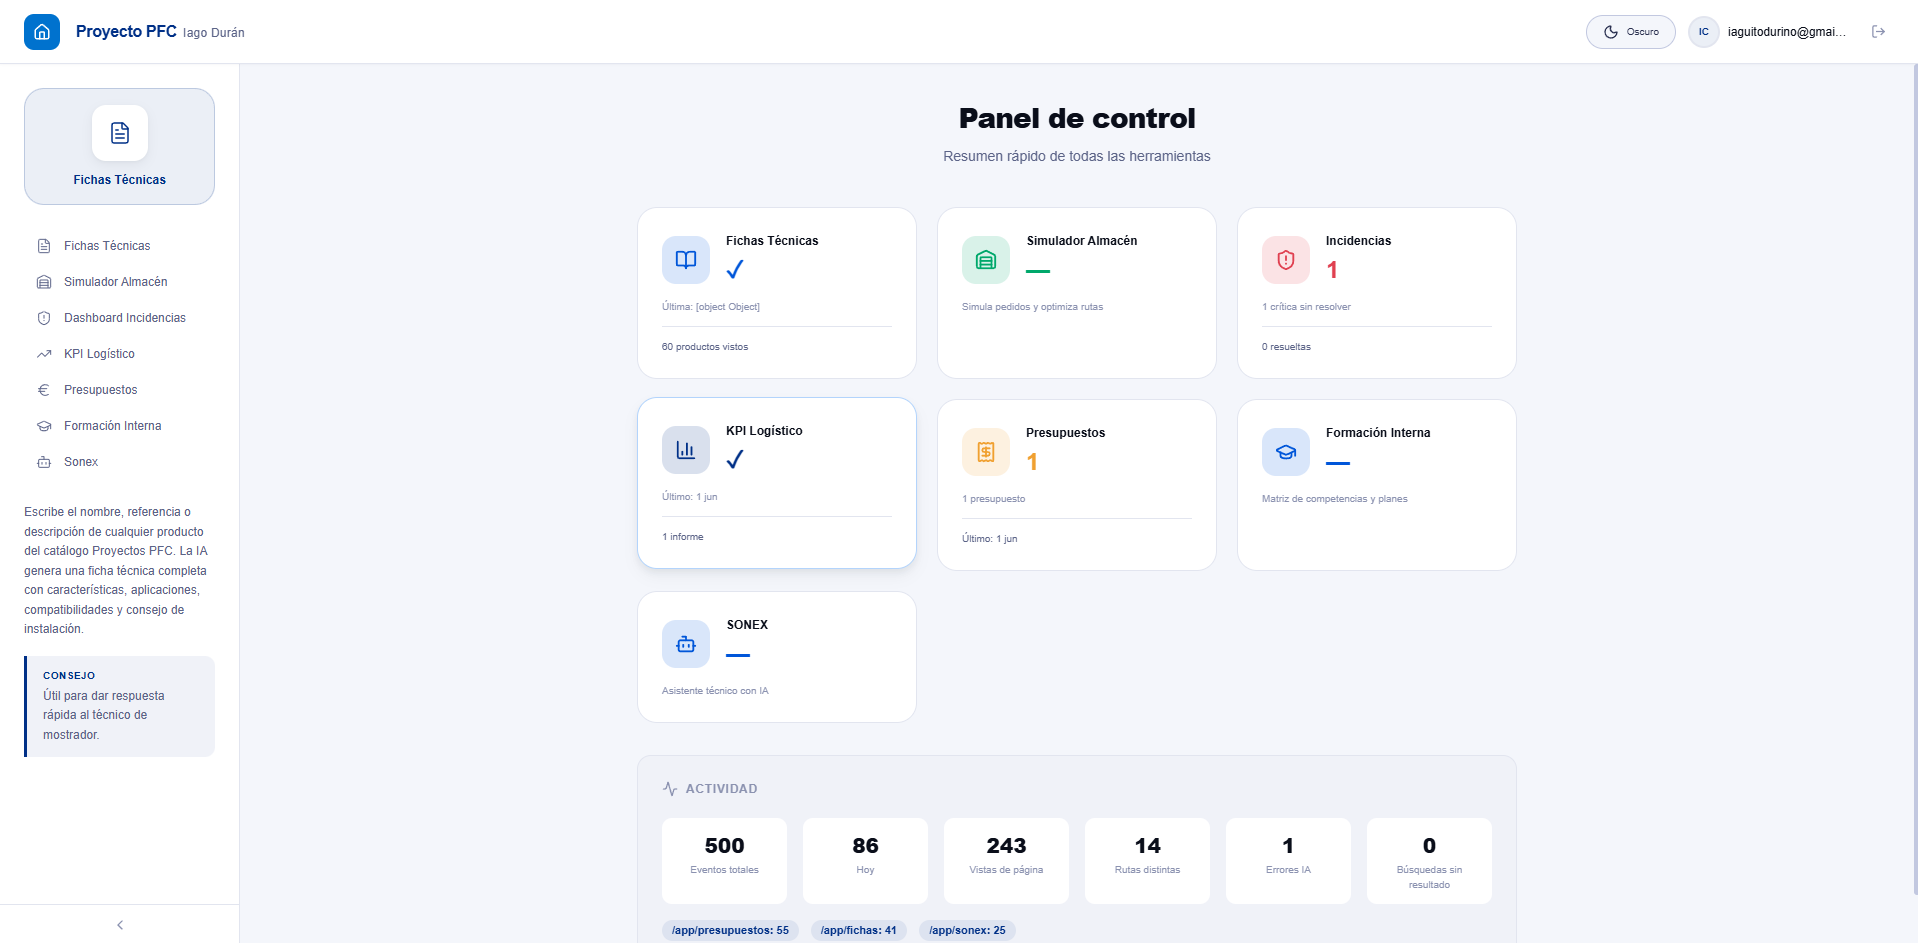 Proyecto PFC Iago Durán
Oscuro
IC
iaguitodurino@gmai...
Fichas Técnicas
Fichas Técnicas
Simulador Almacén
Dashboard Incidencias
KPI Logístico
Presupuestos
Formación Interna
Sonex
Escribe el nombre, referencia o
descripción de cualquier producto
del catálogo Proyectos PFC. La IA
genera una ficha técnica completa
con características, aplicaciones,
compatibilidades y consejo de
instalación.
CONSEJO
Útil para dar respuesta
rápida al técnico de
mostrador.
Panel de control
Resumen rápido de todas las herramientas
Fichas Técnicas
✓
Última: [object Object]
60 productos vistos
Simulador Almacén
—
Simula pedidos y optimiza rutas
Incidencias
1
1 crítica sin resolver
0 resueltas
KPI Logístico
✓
Último: 1 jun
1 informe
Presupuestos
1
1 presupuesto
Último: 1 jun
Formación Interna
—
Matriz de competencias y planes
SONEX
—
Asistente técnico con IA
ACTIVIDAD
500
Eventos totales
86
Hoy
243
Vistas de página
14
Rutas distintas
1
Errores IA
0
Búsquedas sin
resultado
/app/presupuestos: 55
/app/fichas: 41
/app/sonex: 25